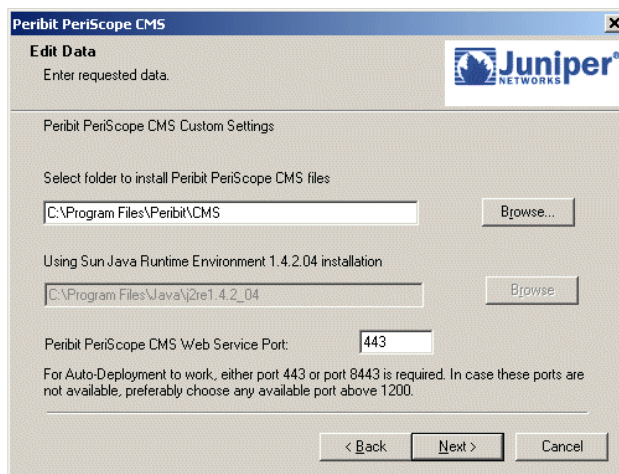 Peribit PeriScope CMS
Edit Data
Enter requested data.
Juniper®
NETWORKS
Peribit PeriScope CMS Custom Settings
Select folder to install Peribit PeriScope CMS files
C:\Program Files\Peribit\CMS
Browse...
Using Sun Java Runtime Environment 1.4.2.04 installation
C:\Program Files\Java\j2re1.4.2_04
Browse
Peribit PeriScope CMS Web Service Port:
443
For Auto-Deployment to work, either port 443 or port 8443 is required. In case these ports are
not available, preferably choose any available port above 1200.
< Back
Next >
Cancel